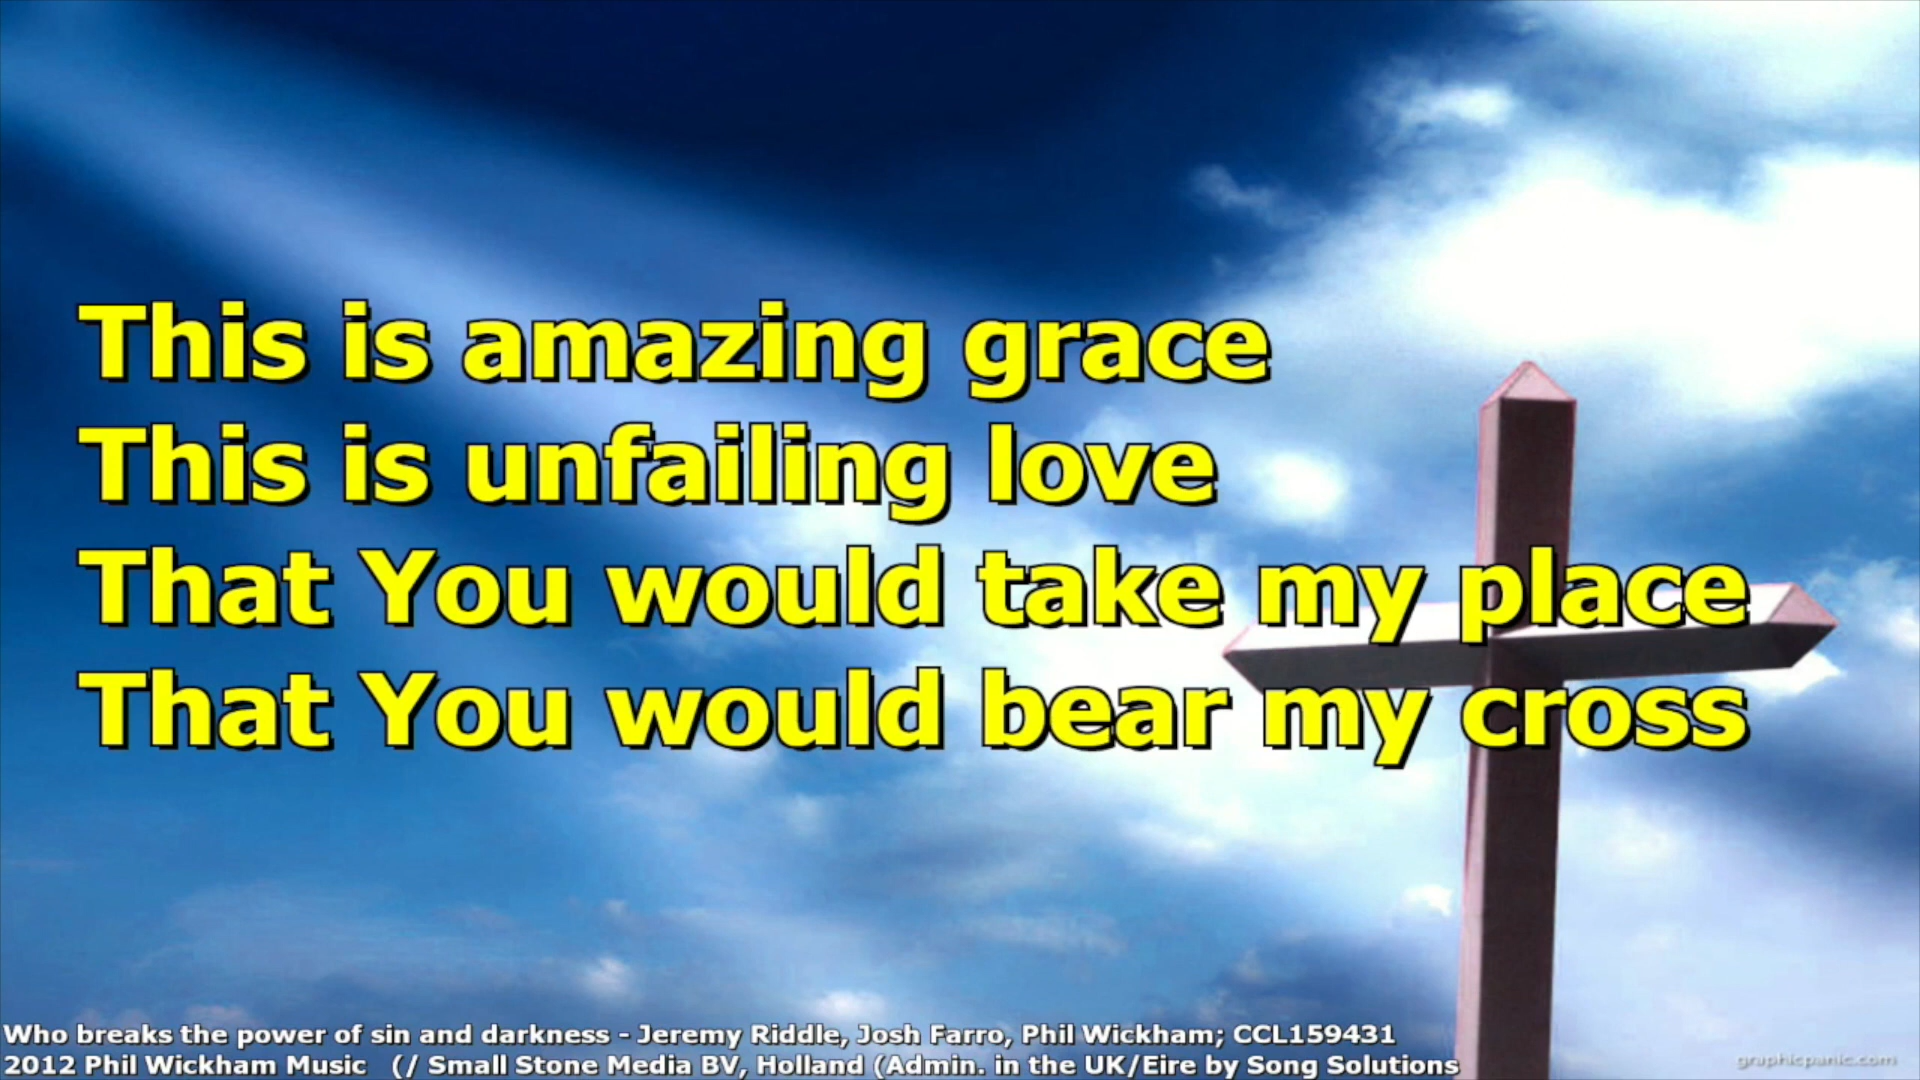 This is amazing grace
This is unfailing love
That You would take my place
That You would bear my cross
Who breaks the power of sin and darkness - Jeremy Riddle, Josh Farro, Phil Wickham; CCL159431
2012 Phil Wickham Music   (/ Small Stone Media BV, Holland (Admin. in the UK/Eire by Song Solutions
graphicpanic.com